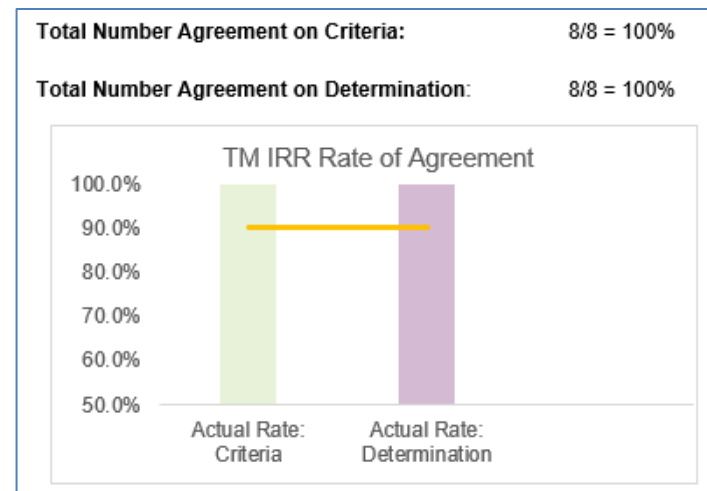 Total Number Agreement on Criteria: 8/8 = 100%
Total Number Agreement on Determination: 8/8 = 100%
TM IRR Rate of Agreement
100.0%
90.0%
80.0%
70.0%
60.0%
50.0%
Actual Rate: Actual Rate:
Criteria Determination